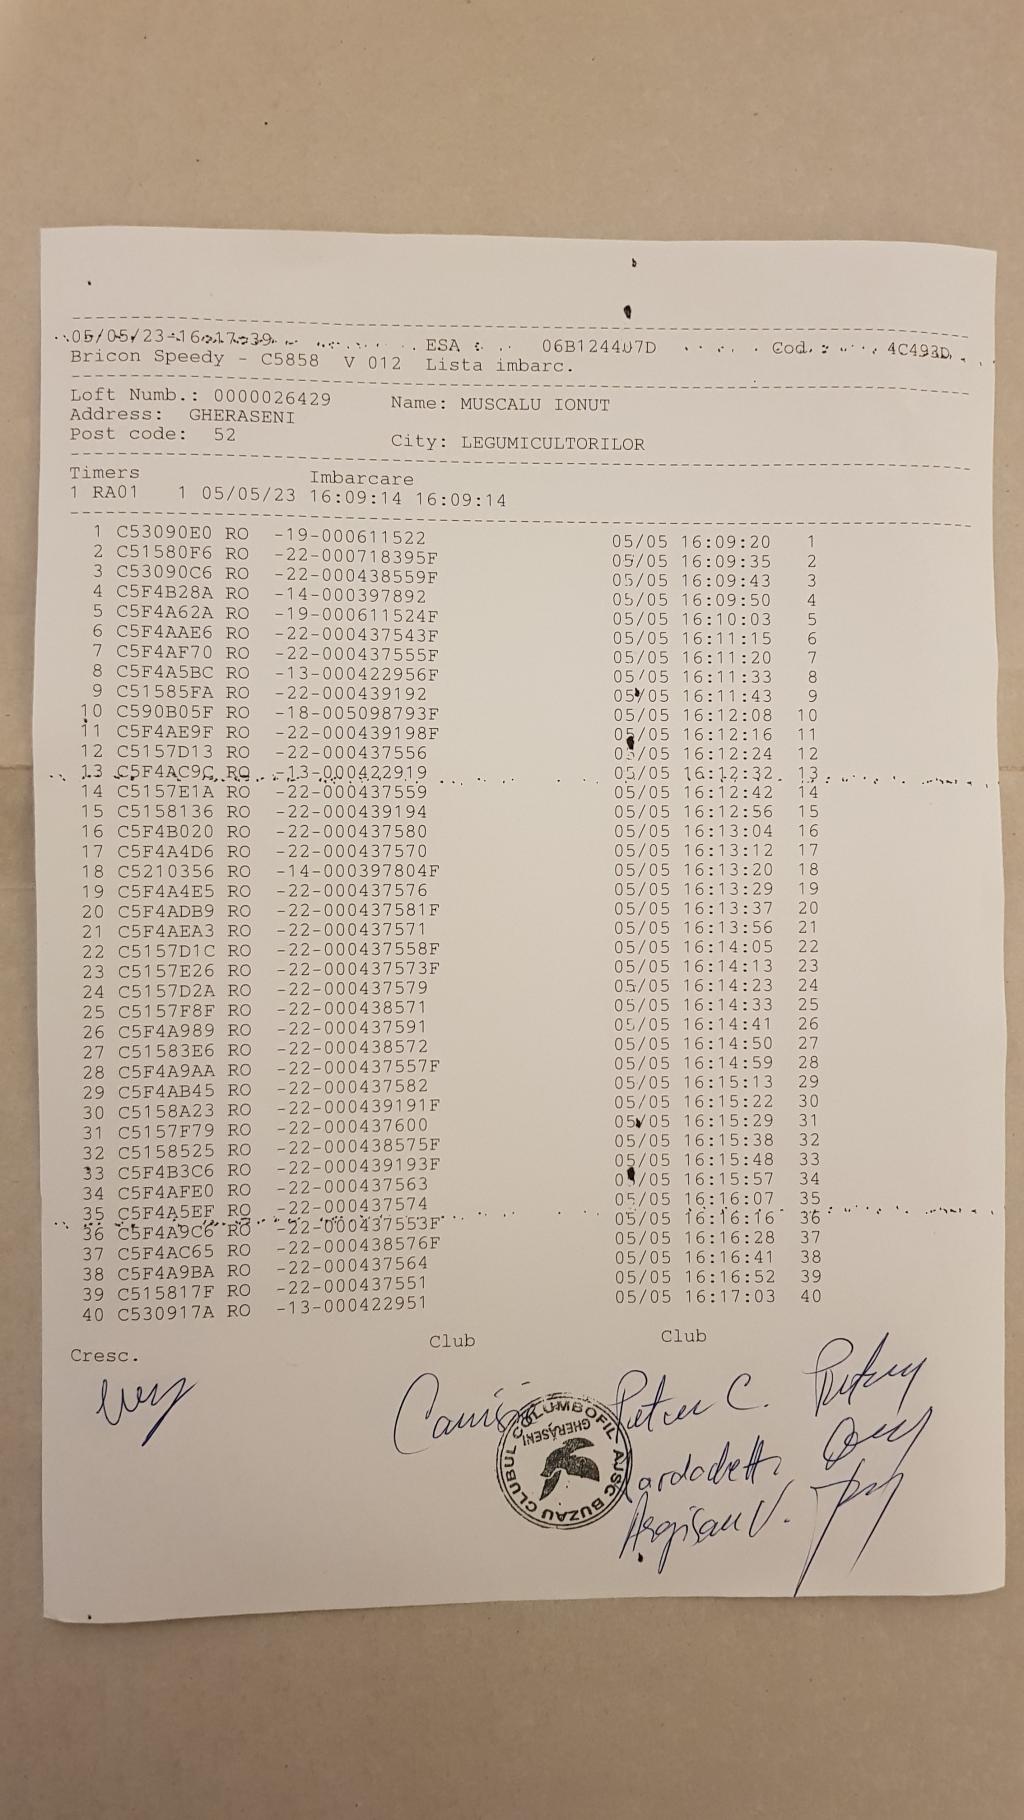 05/05/23-16:17:39 ESA : 06B124407D Cod.: 4C493D
Bricon Speedy - C5858 V 012 Lista imbarc.
Loft Numb.: 0000026429 Name: MUSCALU IONUT
Address: GHERASENI
Post code: 52 City: LEGUMICULTORILOR
Timers Imbarcare
1 RA01 1 05/05/23 16:09:14 16:09:14
1 C53090E0 RO -19-000611522 05/05 16:09:20 1
2 C51580F6 RO -22-000718395F 05/05 16:09:35 2
3 C53090C6 RO -22-000438559F 05/05 16:09:43 3
4 C5F4B28A RO -14-000397892 05/05 16:09:50 4
5 C5F4A62A RO -19-000611524F 05/05 16:10:03 5
6 C5F4AAE6 RO -22-000437543F 05/05 16:11:15 6
7 C5F4AF70 RO -22-000437555F 05/05 16:11:20 7
8 C5F4A5BC RO -13-000422956F 05/05 16:11:33 8
9 C51585FA RO -22-000439192 05/05 16:11:43 9
10 C590B05F RO -18-005098793F 05/05 16:12:08 10
11 C5F4AE9F RO -22-000439198F 05/05 16:12:16 11
12 C5157D13 RO -22-000437556 05/05 16:12:24 12
13 C5F4AC9C RO -13-000422919 05/05 16:12:32 13
14 C5157E1A RO -22-000437559 05/05 16:12:42 14
15 C5158136 RO -22-000439194 05/05 16:12:56 15
16 C5F4B020 RO -22-000437580 05/05 16:13:04 16
17 C5F4A4D6 RO -22-000437570 05/05 16:13:12 17
18 C5210356 RO -14-000397804F 05/05 16:13:20 18
19 C5F4A4E5 RO -22-000437576 05/05 16:13:29 19
20 C5F4ADB9 RO -22-000437581F 05/05 16:13:37 20
21 C5F4AEA3 RO -22-000437571 05/05 16:13:56 21
22 C5157D1C RO -22-000437558F 05/05 16:14:05 22
23 C5157E26 RO -22-000437573F 05/05 16:14:13 23
24 C5157D2A RO -22-000437579 05/05 16:14:23 24
25 C5157F8F RO -22-000438571 05/05 16:14:33 25
26 C5F4A989 RO -22-000437591 05/05 16:14:41 26
27 C51583E6 RO -22-000438572 05/05 16:14:50 27
28 C5F4A9AA RO -22-000437557F 05/05 16:14:59 28
29 C5F4AB45 RO -22-000437582 05/05 16:15:13 29
30 C5158A23 RO -22-000439191F 05/05 16:15:22 30
31 C5157F79 RO -22-000437600 05/05 16:15:29 31
32 C5158525 RO -22-000438575F 05/05 16:15:38 32
33 C5F4B3C6 RO -22-000439193F 05/05 16:15:48 33
34 C5F4AFE0 RO -22-000437563 05/05 16:15:57 34
35 C5F4A5EF RO -22-000437574 05/05 16:16:07 35
36 C5F4A9C6 RO -22-000437553F 05/05 16:16:16 36
37 C5F4AC65 RO -22-000438576F 05/05 16:16:28 37
38 C5F4A9BA RO -22-000437564 05/05 16:16:41 38
39 C515817F RO -22-000437551 05/05 16:16:52 39
40 C530917A RO -13-000422951 05/05 16:17:03 40
Cresc. Club Club
CLUBUL COLUMBOFIL AJSC BUZAU
GHERĂSENI